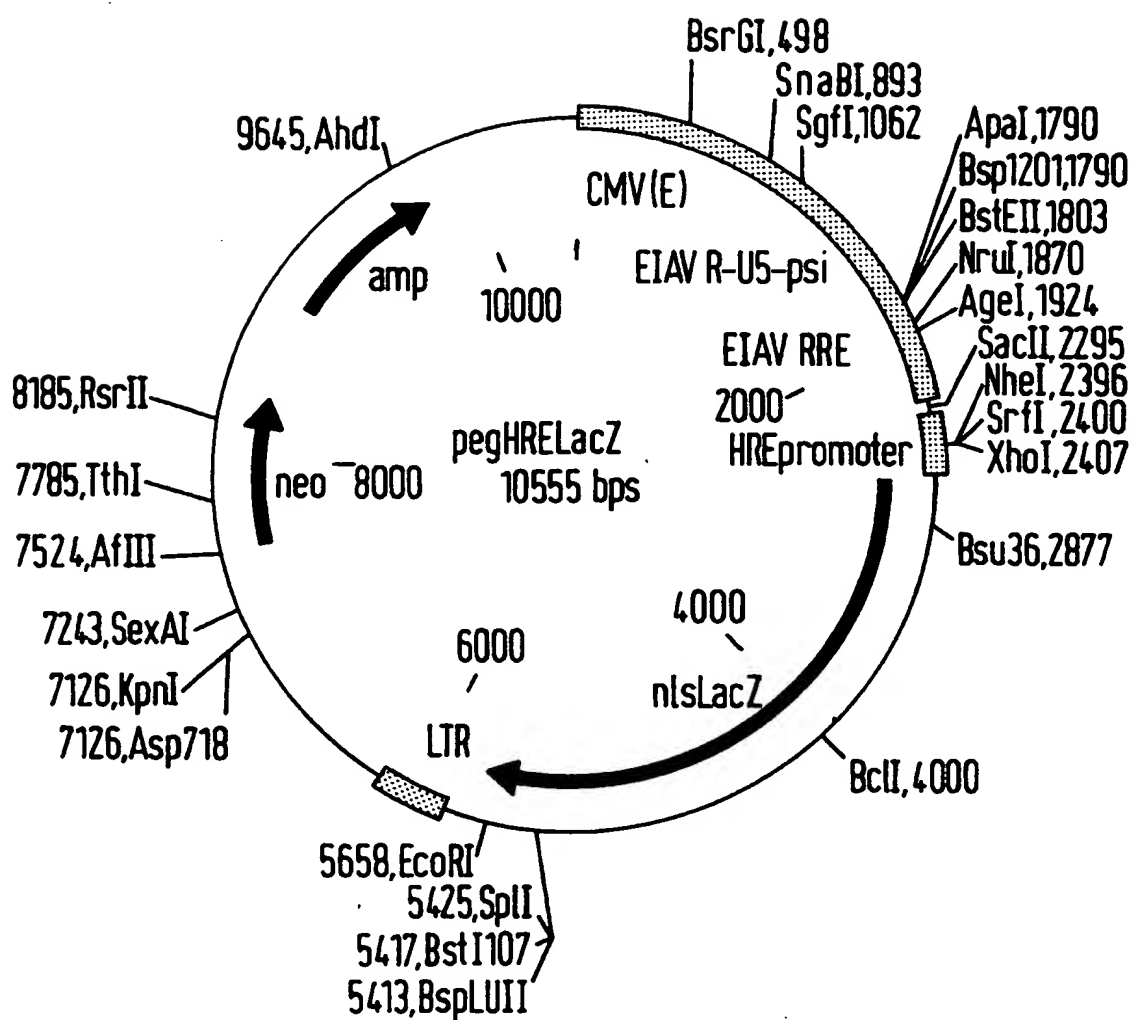 BsrGI,498
SnaBI,893
SgfI,1062
ApaI,1790
Bsp1201,1790
BstEII,1803
NruI,1870
AgeI,1924
SacII,2295
NheI,2396
SrfI,2400
XhoI,2407
Bsu36,2877
BclI,4000
5658,EcoRI
5425,SplI
5417,BstI107
5413,BspLUII
7126,Asp718
7126,KpnI
7243,SexAI
7524,AflII
7785,TthI
8185,RsrII
9645,AhdI
CMV(E)
EIAV R-U5-psi
EIAV RRE
2000
HREpromoter
4000
nlsLacZ
6000
LTR
neo
8000
amp
10000
pegHRELacZ
10555 bps